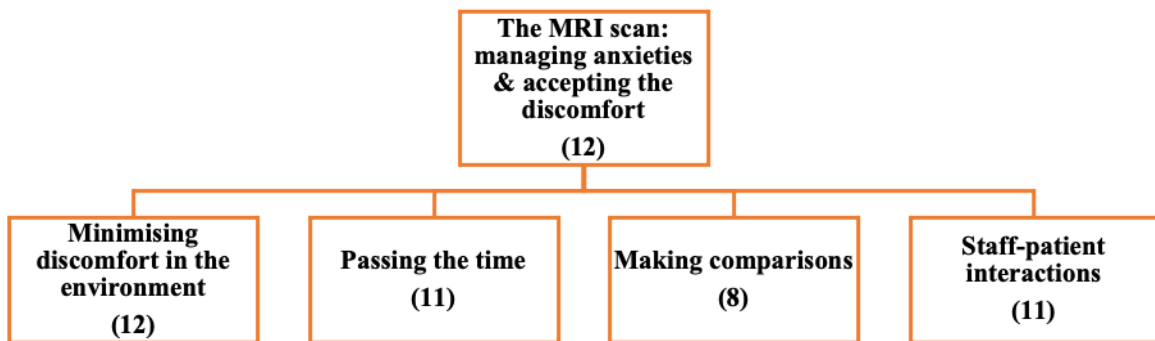 The MRI scan:
managing anxieties
& accepting the
discomfort
(12)
Minimising
discomfort in the
environment
(12)
Passing the time
(11)
Making comparisons
(8)
Staff-patient
interactions
(11)